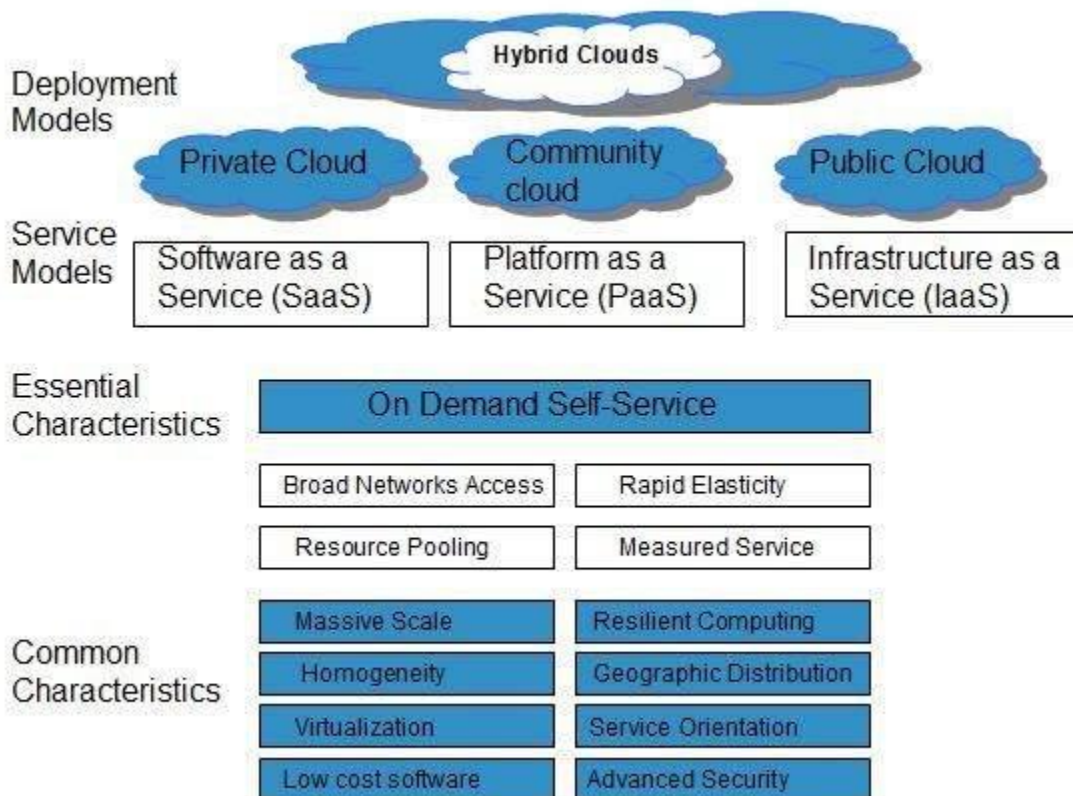 Hybrid Clouds
Deployment
Models
Private Cloud
Community
cloud
Public Cloud
Service
Models
Software as a
Service (SaaS)
Platform as a
Service (PaaS)
Infrastructure as a
Service (IaaS)
Essential
Characteristics
On Demand Self-Service
Broad Networks Access
Rapid Elasticity
Resource Pooling
Measured Service
Common
Characteristics
Massive Scale
Resilient Computing
Homogeneity
Geographic Distribution
Virtualization
Service Orientation
Low cost software
Advanced Security